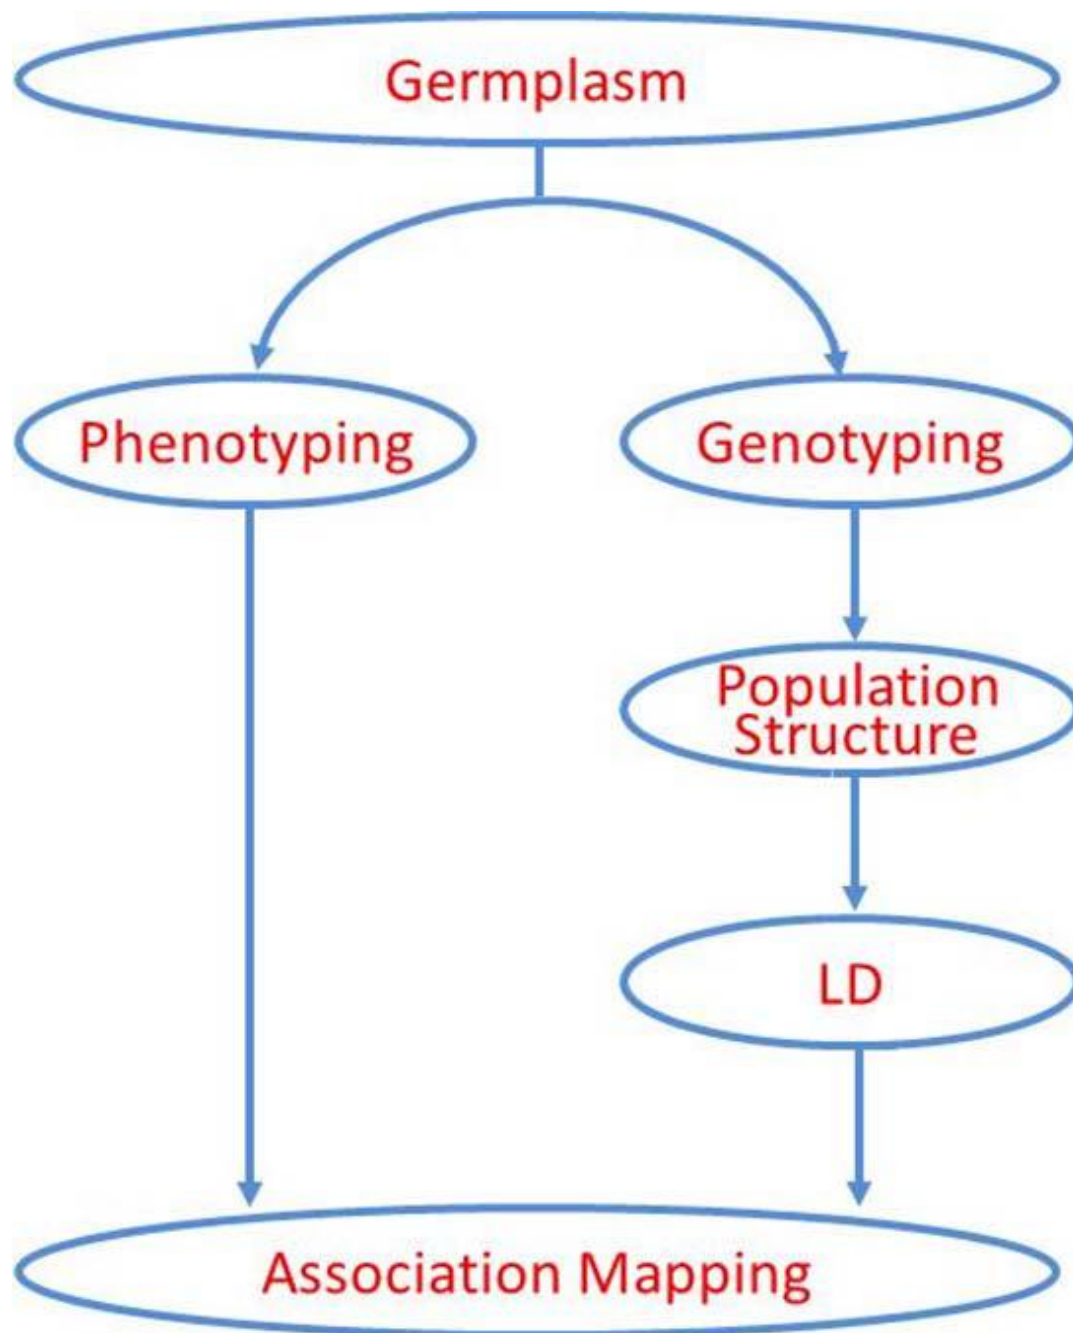 Germplasm
Phenotyping
Genotyping
Population
Structure
LD
Association Mapping